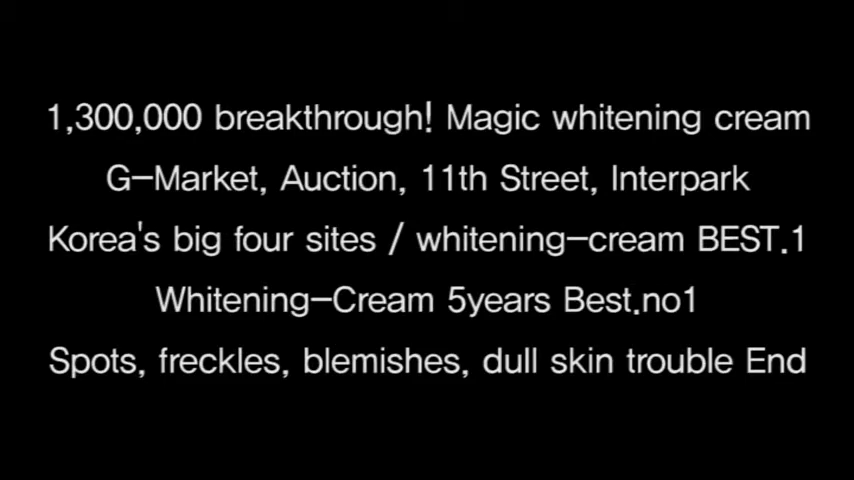 1,300,000 breakthrough! Magic whitening cream
G-Market, Auction, 11th Street, Interpark
Korea's big four sites / whitening-cream BEST.1
Whitening-Cream 5years Best.no1
Spots, freckles, blemishes, dull skin trouble End